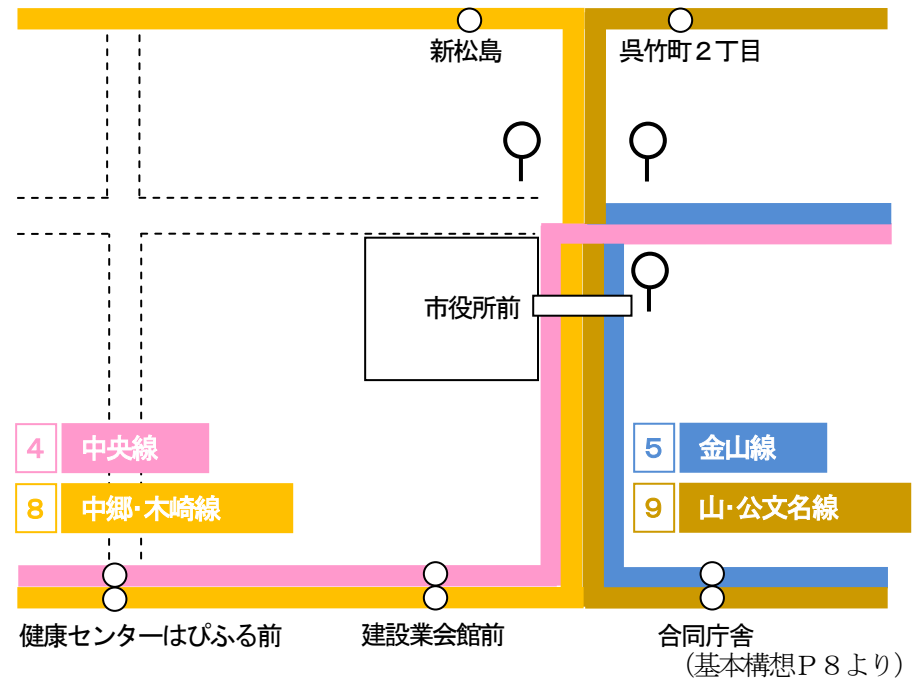 新松島
呉竹町２丁目
市役所前
4 中央線
5 金山線
8 中郷・木崎線
9 山・公文名線
健康センターはぴふる前
建設業会館前
合同庁舎
（基本構想Ｐ８より）